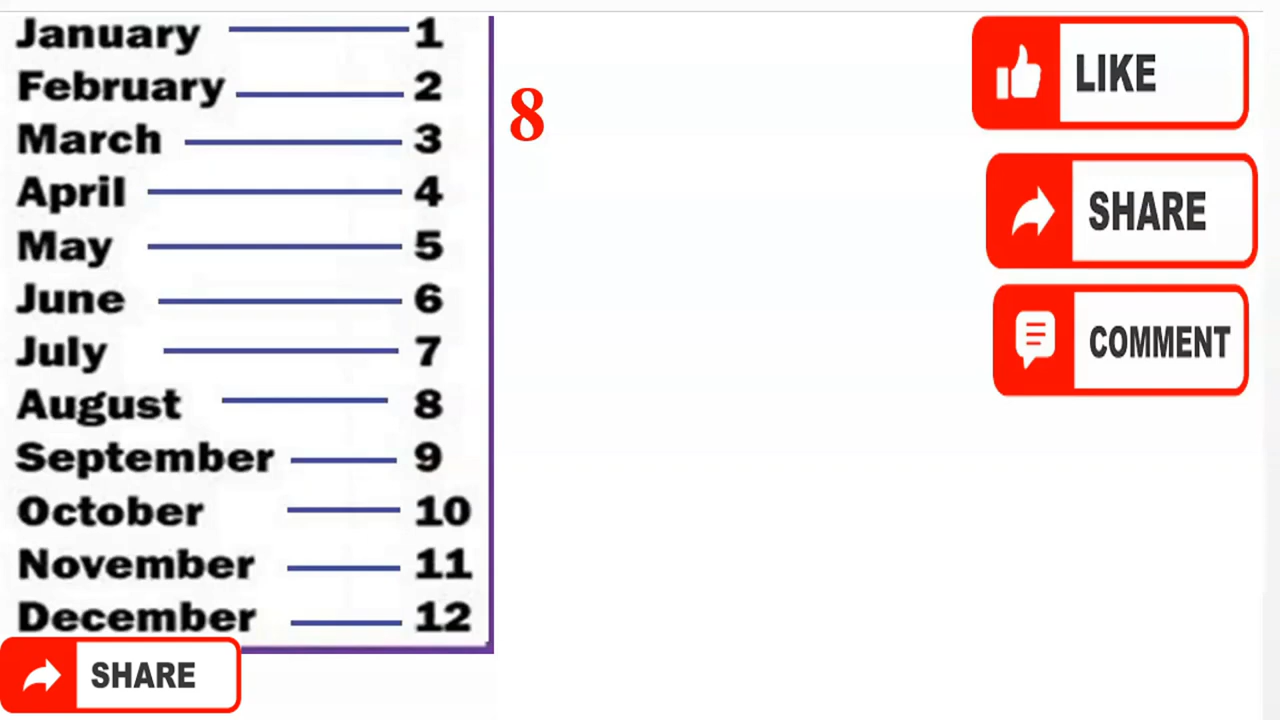 January 1
February 2
March 3
April 4
May 5
June 6
July 7
August 8
September 9
October 10
November 11
December 12
8
LIKE
SHARE
COMMENT
SHARE